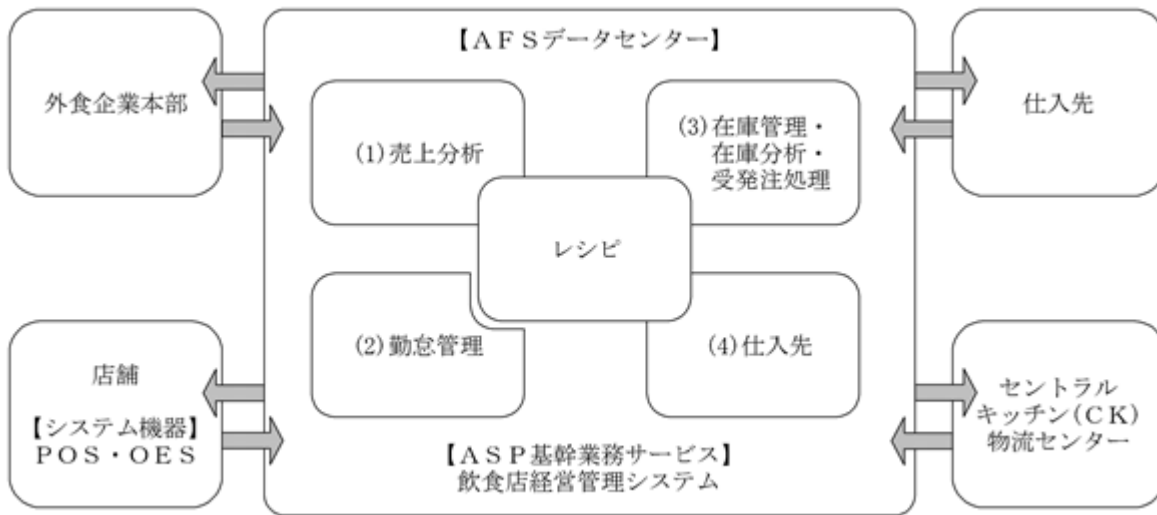 【ＡＦＳデータセンター】
外食企業本部
(1)売上分析
(3)在庫管理・
在庫分析・
受発注処理
仕入先
レシピ
(2)勤怠管理
(4)仕入先
店舗
【システム機器】
ＰＯＳ・ＯＥＳ
【ＡＳＰ基幹業務サービス】
飲食店経営管理システム
セントラル
キッチン(ＣＫ)
物流センター